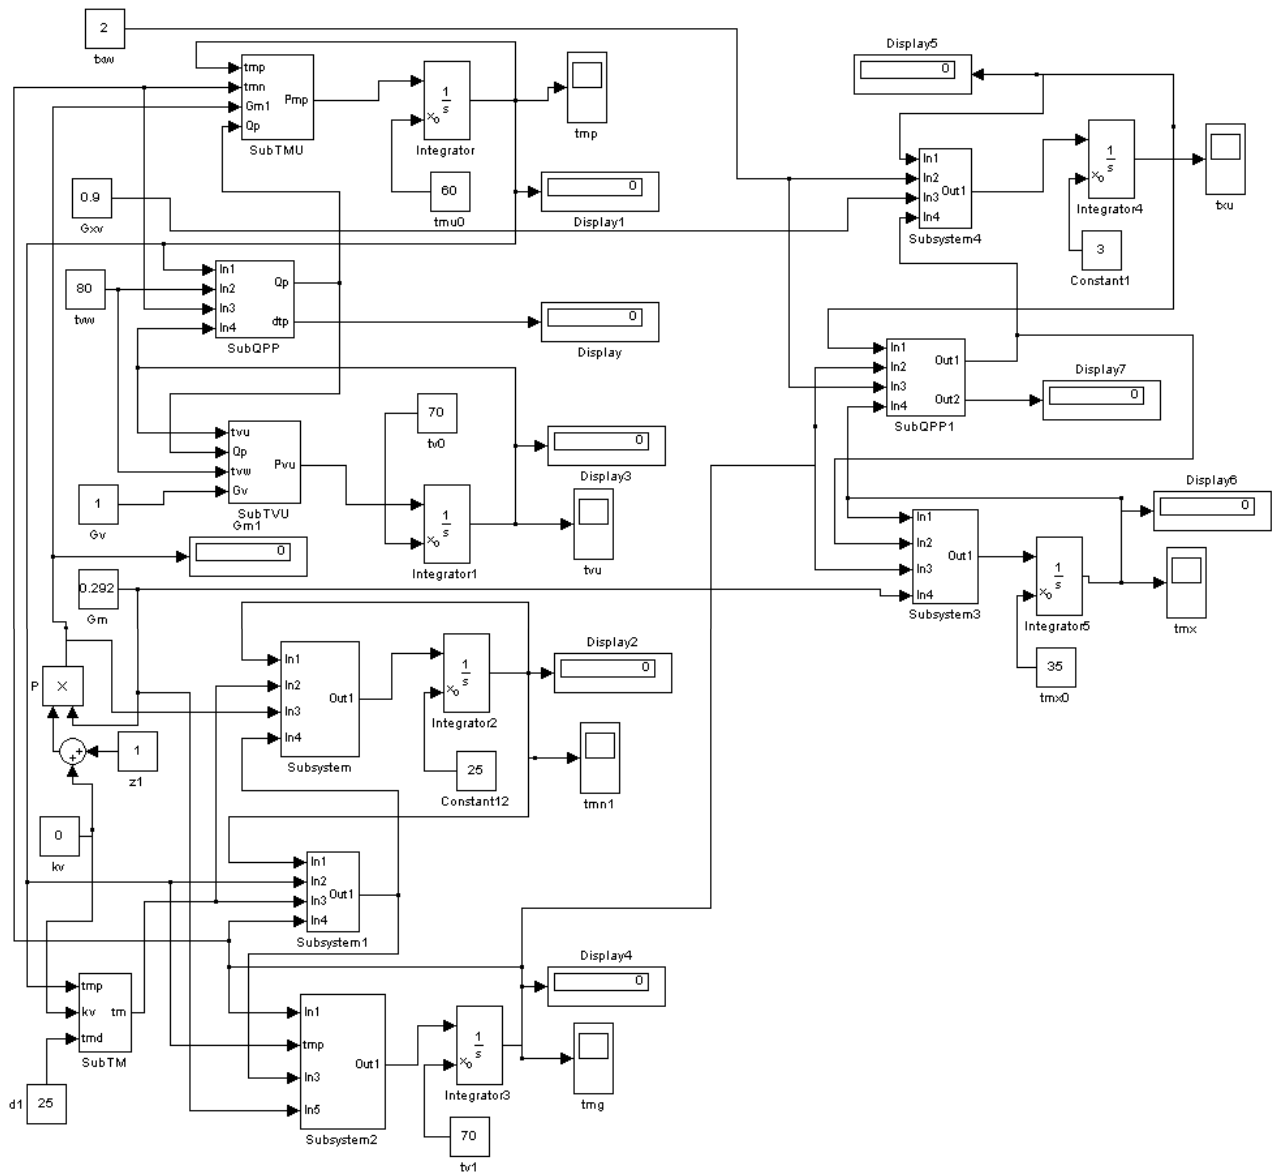 2
txw
tmp
tmn
Gm1
Qp
Pmp
SubTMU
1
s
x0
Integrator
tmp
60
tmu0
0
Display1
0.9
Gxv
80
tvw
In1
In2
In3
In4
Qp
dtp
SubQPP
0
Display
70
tv0
tvu
Qp
tvw
Gv
Pvu
SubTVU
1
Gv
Gm1
0
0
Display3
1
s
x0
Integrator1
tvu
0.292
Gm
P
×
+
+
1
z1
0
kv
In1
In2
In3
In4
Out1
Subsystem
1
s
x0
Integrator2
25
Constant12
Display2
0
tmn1
In1
In2
In3
In4
Out1
Subsystem1
tmp
kv
tmd
tm
SubTM
d1
25
In1
tmp
In3
In5
Out1
Subsystem2
1
s
x0
Integrator3
70
tv1
Display4
0
tmg
Display5
0
In1
In2
In3
In4
Out1
Subsystem4
1
s
x0
Integrator4
3
Constant1
txu
In1
In2
In3
In4
Out1
Out2
SubQPP1
Display7
0
In1
In2
In3
In4
Out1
Subsystem3
1
s
x0
Integrator5
35
tmx0
Display6
0
tmx